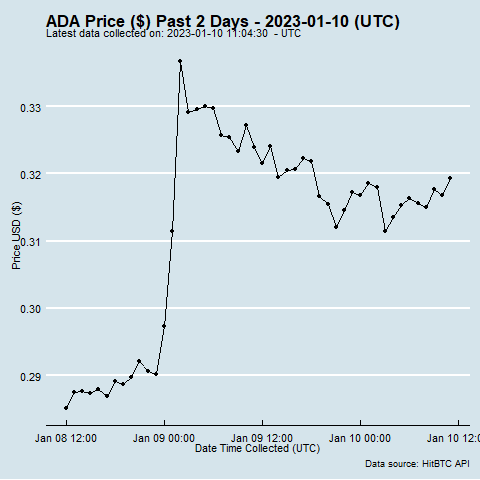 ADA Price ($) Past 2 Days - 2023-01-10 (UTC)
Latest data collected on: 2023-01-10 11:04:30 - UTC
0.33
0.32
0.31
0.30
0.29
Price USD ($)
Jan 08 12:00 Jan 09 00:00 Jan 09 12:00 Jan 10 00:00 Jan 10 12:0
Date Time Collected (UTC)
Data source: HitBTC API